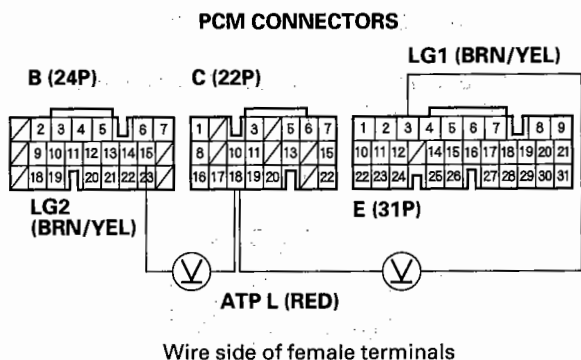 PCM CONNECTORS
B (24P) C (22P) LG1 (BRN/YEL)
2 3 4 5 6 7
9 10 11 12 13 14 15
18 19 20 21 22 23
1 3 5 6 7
8 10 11 13 15
16 17 18 19 20 22
1 2 3 4 5 6 7 8 9
10 11 12 14 15 16 17 18 19 20 21
22 23 24 25 26 27 28 29 30 31
LG2
(BRN/YEL)
E (31P)
V V
ATP L (RED)
Wire side of female terminals